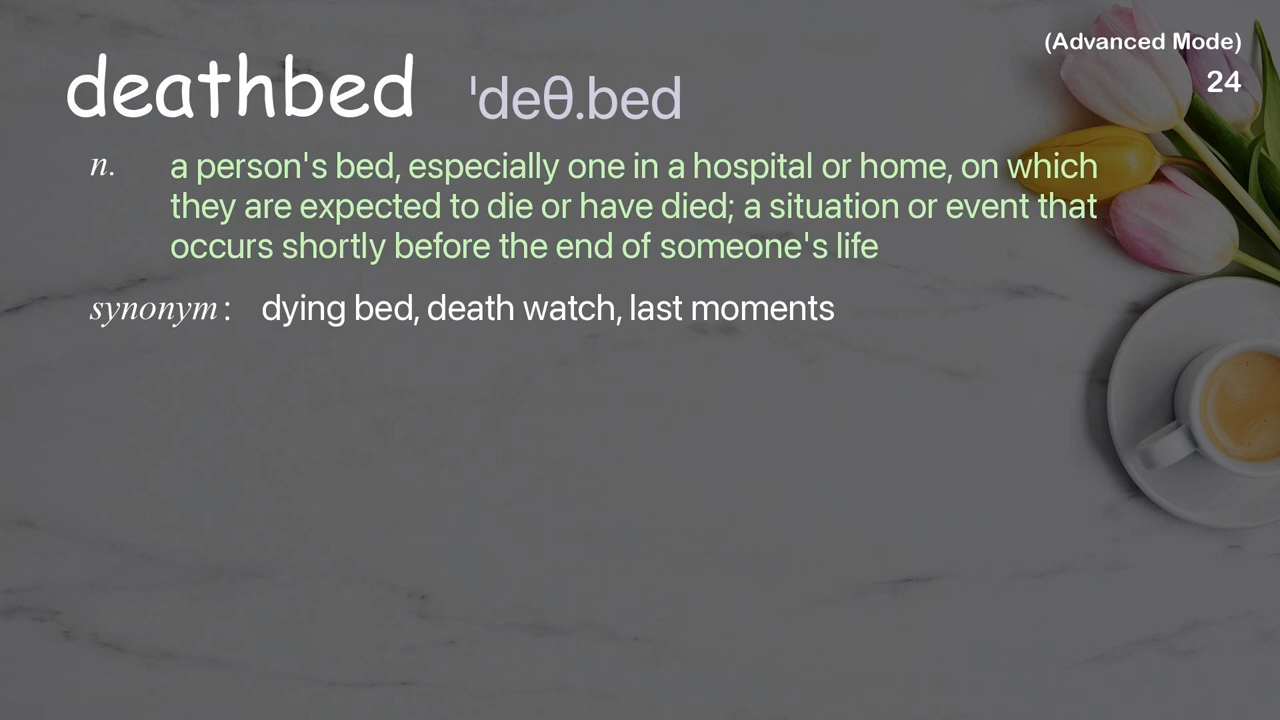 (Advanced Mode)
24
deathbed ˈdeθ.bed
n. a person's bed, especially one in a hospital or home, on which
they are expected to die or have died; a situation or event that
occurs shortly before the end of someone's life
synonym: dying bed, death watch, last moments